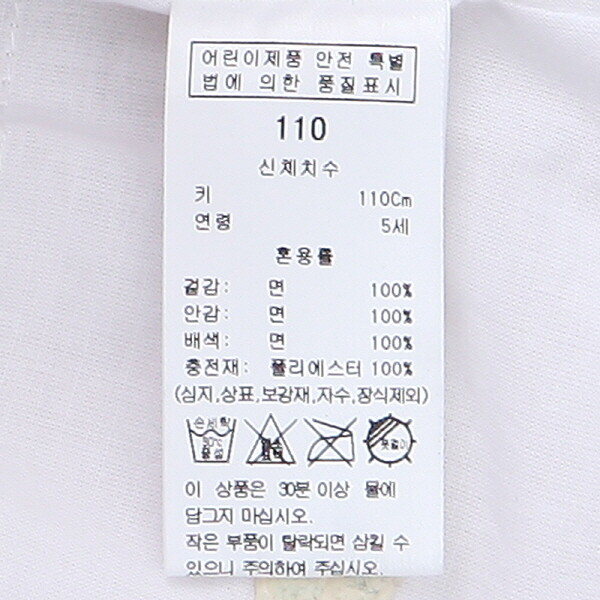 어린이제품 안전 특별
법에 의한 품질표시
110
신체치수
키 110Cm
연령 5세
혼용률
겉감: 면 100%
안감: 면 100%
배색: 면 100%
충전재: 폴리에스터 100%
(심지,상표,보강재,자수,장식제외)
손세탁
30℃
중성
옷걸이
이 상품은 30분 이상 물에
담그지 마십시오.
작은 부품이 탈락되면 삼킬 수
있으니 주의하여 주십시오.